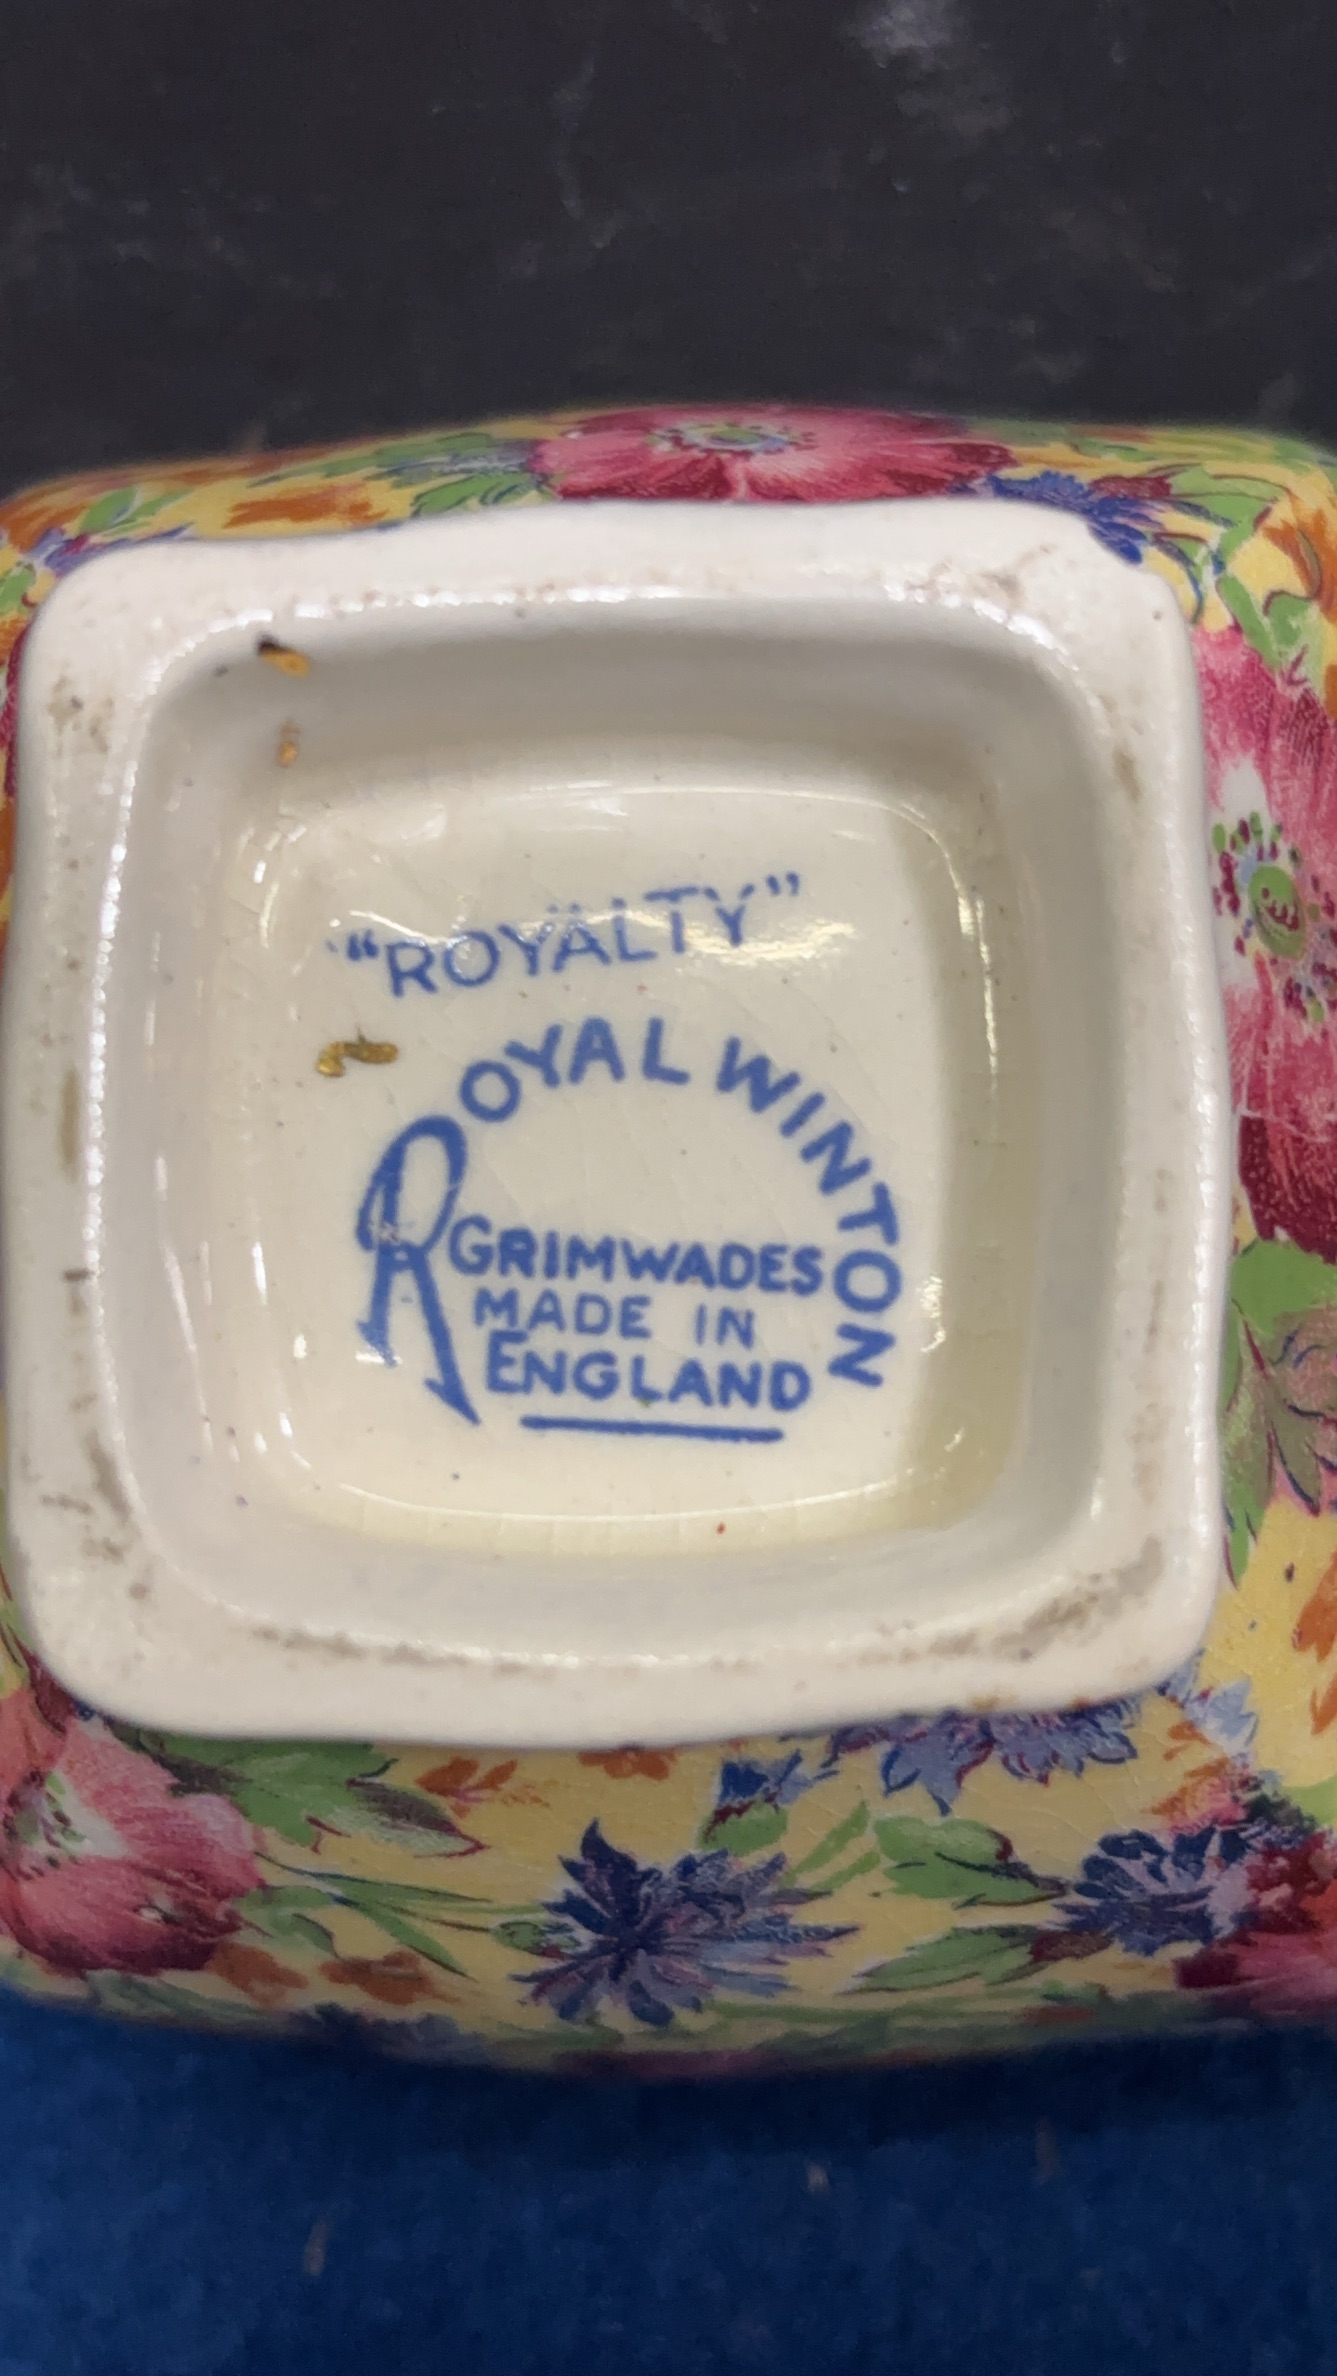 "ROYALTY"
ROYAL WINTON
GRIMWADES
MADE IN
ENGLAND